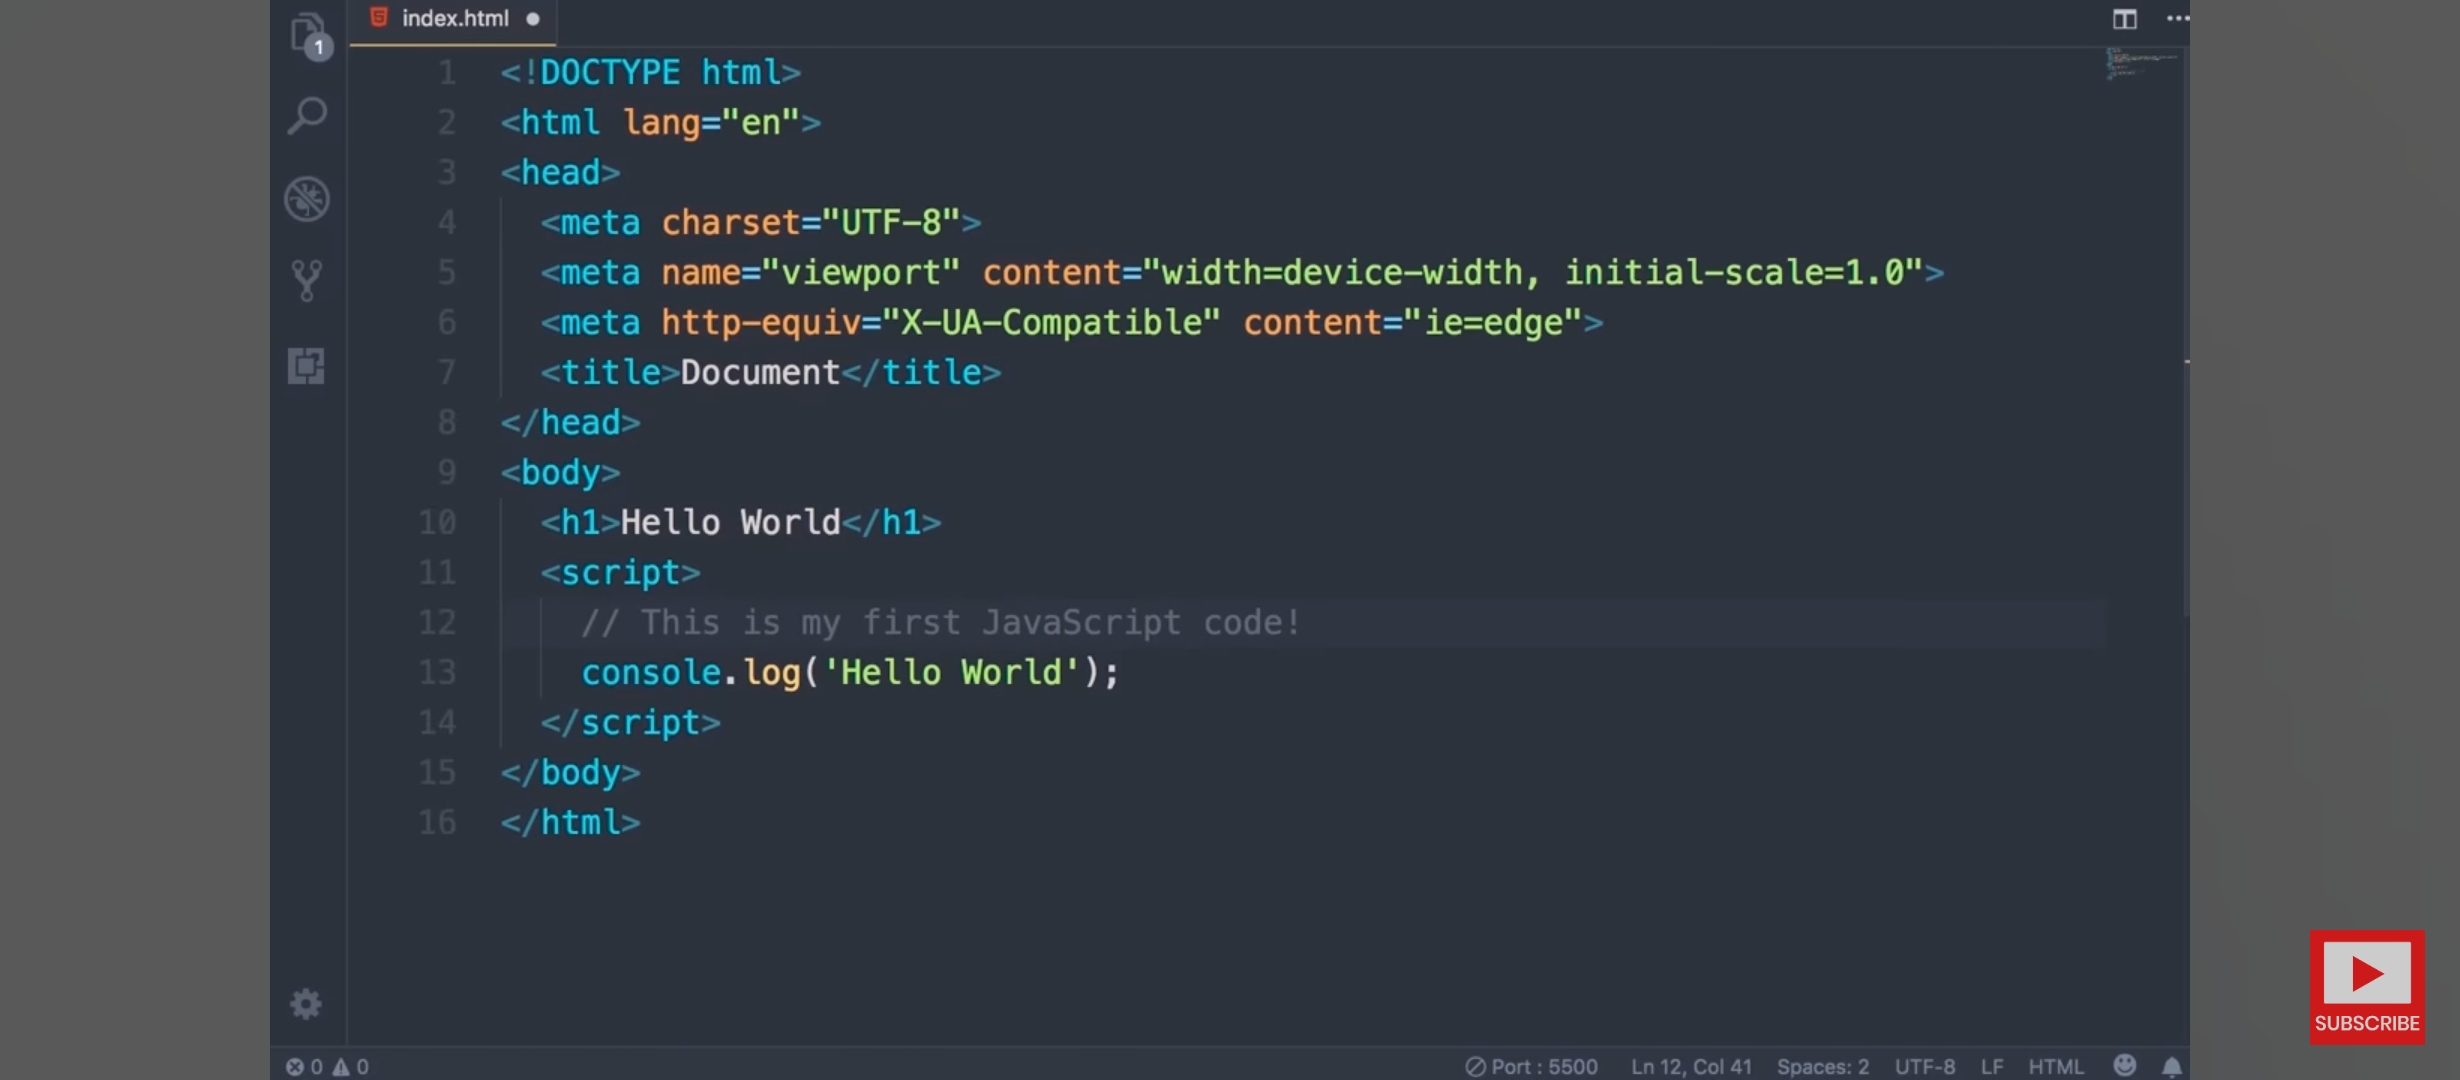 index.html
1
1 <!DOCTYPE html>
2 <html lang="en">
3 <head>
4 <meta charset="UTF-8">
5 <meta name="viewport" content="width=device-width, initial-scale=1.0">
6 <meta http-equiv="X-UA-Compatible" content="ie=edge">
7 <title>Document</title>
8 </head>
9 <body>
10 <h1>Hello World</h1>
11 <script>
12 // This is my first JavaScript code!
13 console.log('Hello World');
14 </script>
15 </body>
16 </html>
SUBSCRIBE
0 0 Port : 5500 Ln 12, Col 41 Spaces: 2 UTF-8 LF HTML